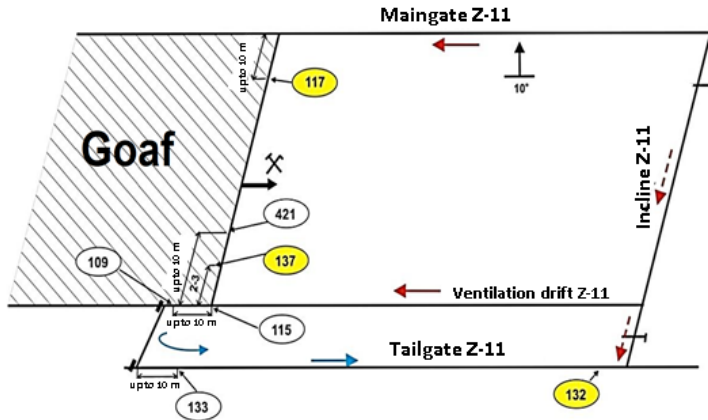 Maingate Z-11
upto 10 m
117
10°
Goaf
Incline Z-11
421
upto 10 m
2-3
137
109
Ventilation drift Z-11
upto 10 m
115
Tailgate Z-11
132
upto 10 m
133